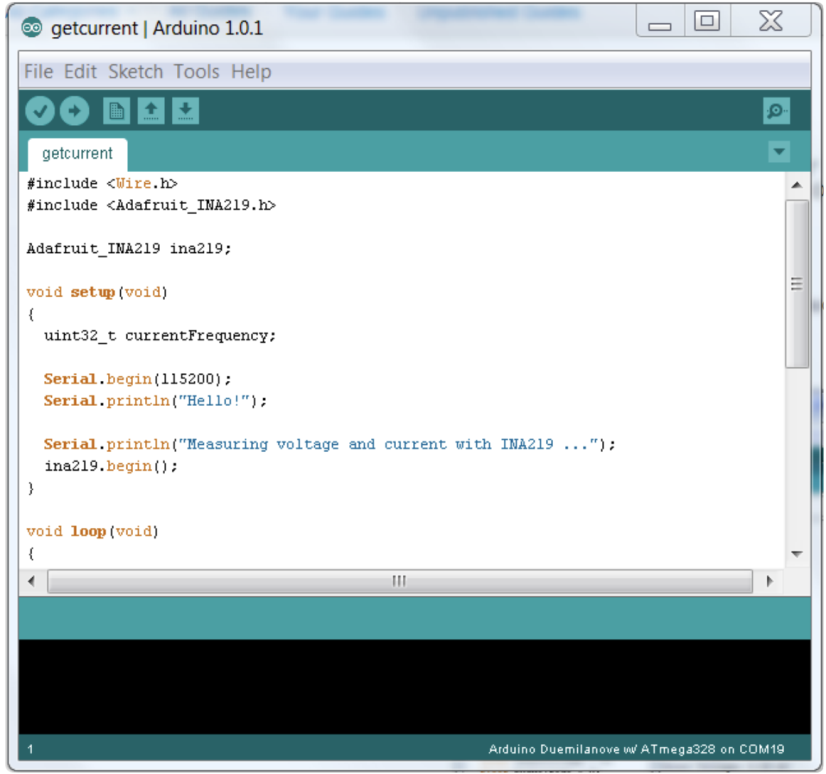 getcurrent | Arduino 1.0.1
File Edit Sketch Tools Help
getcurrent
#include <Wire.h>
#include <Adafruit_INA219.h>
Adafruit_INA219 ina219;
void setup(void)
{
uint32_t currentFrequency;
Serial.begin(115200);
Serial.println("Hello!");
Serial.println("Measuring voltage and current with INA219 ...");
ina219.begin();
}
void loop(void)
{
1
Arduino Duemilanove w/ ATmega328 on COM19